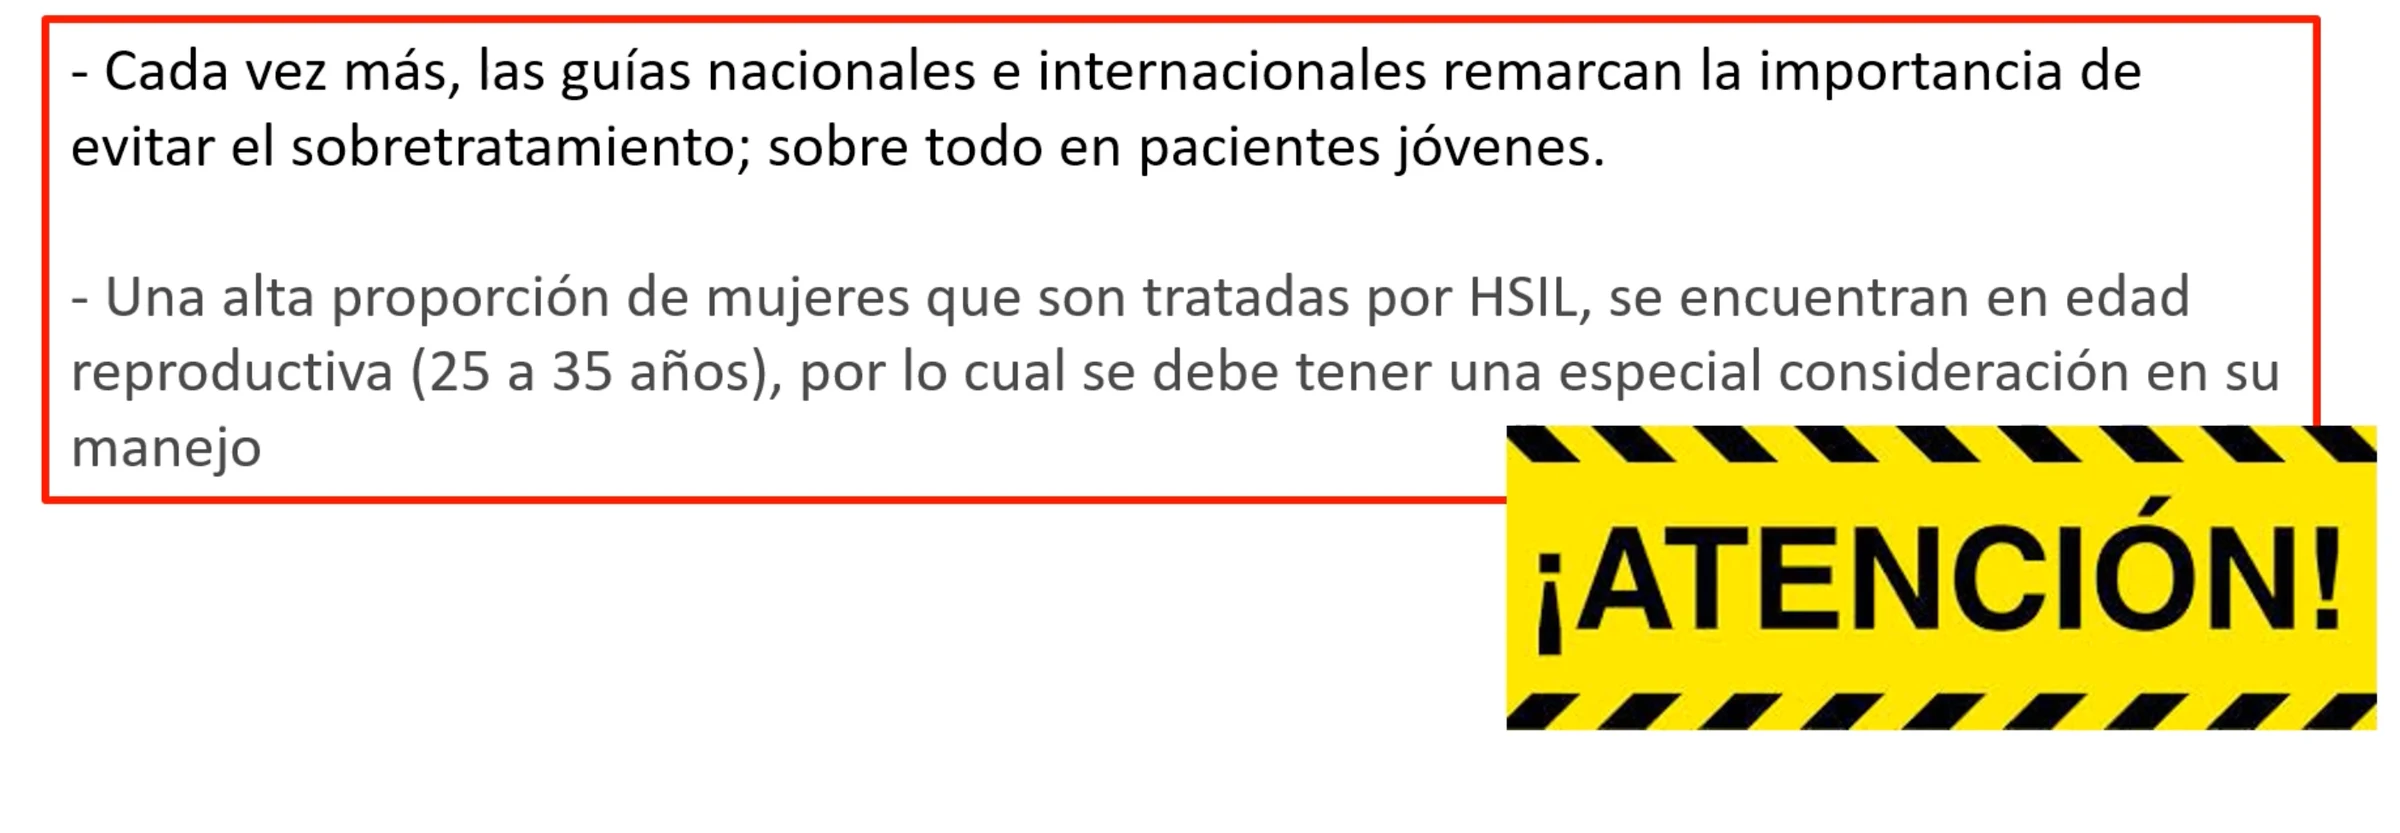 - Cada vez más, las guías nacionales e internacionales remarcan la importancia de
evitar el sobretratamiento; sobre todo en pacientes jóvenes.
- Una alta proporción de mujeres que son tratadas por HSIL, se encuentran en edad
reproductiva (25 a 35 años), por lo cual se debe tener una especial consideración en su
manejo
¡ATENCIÓN!